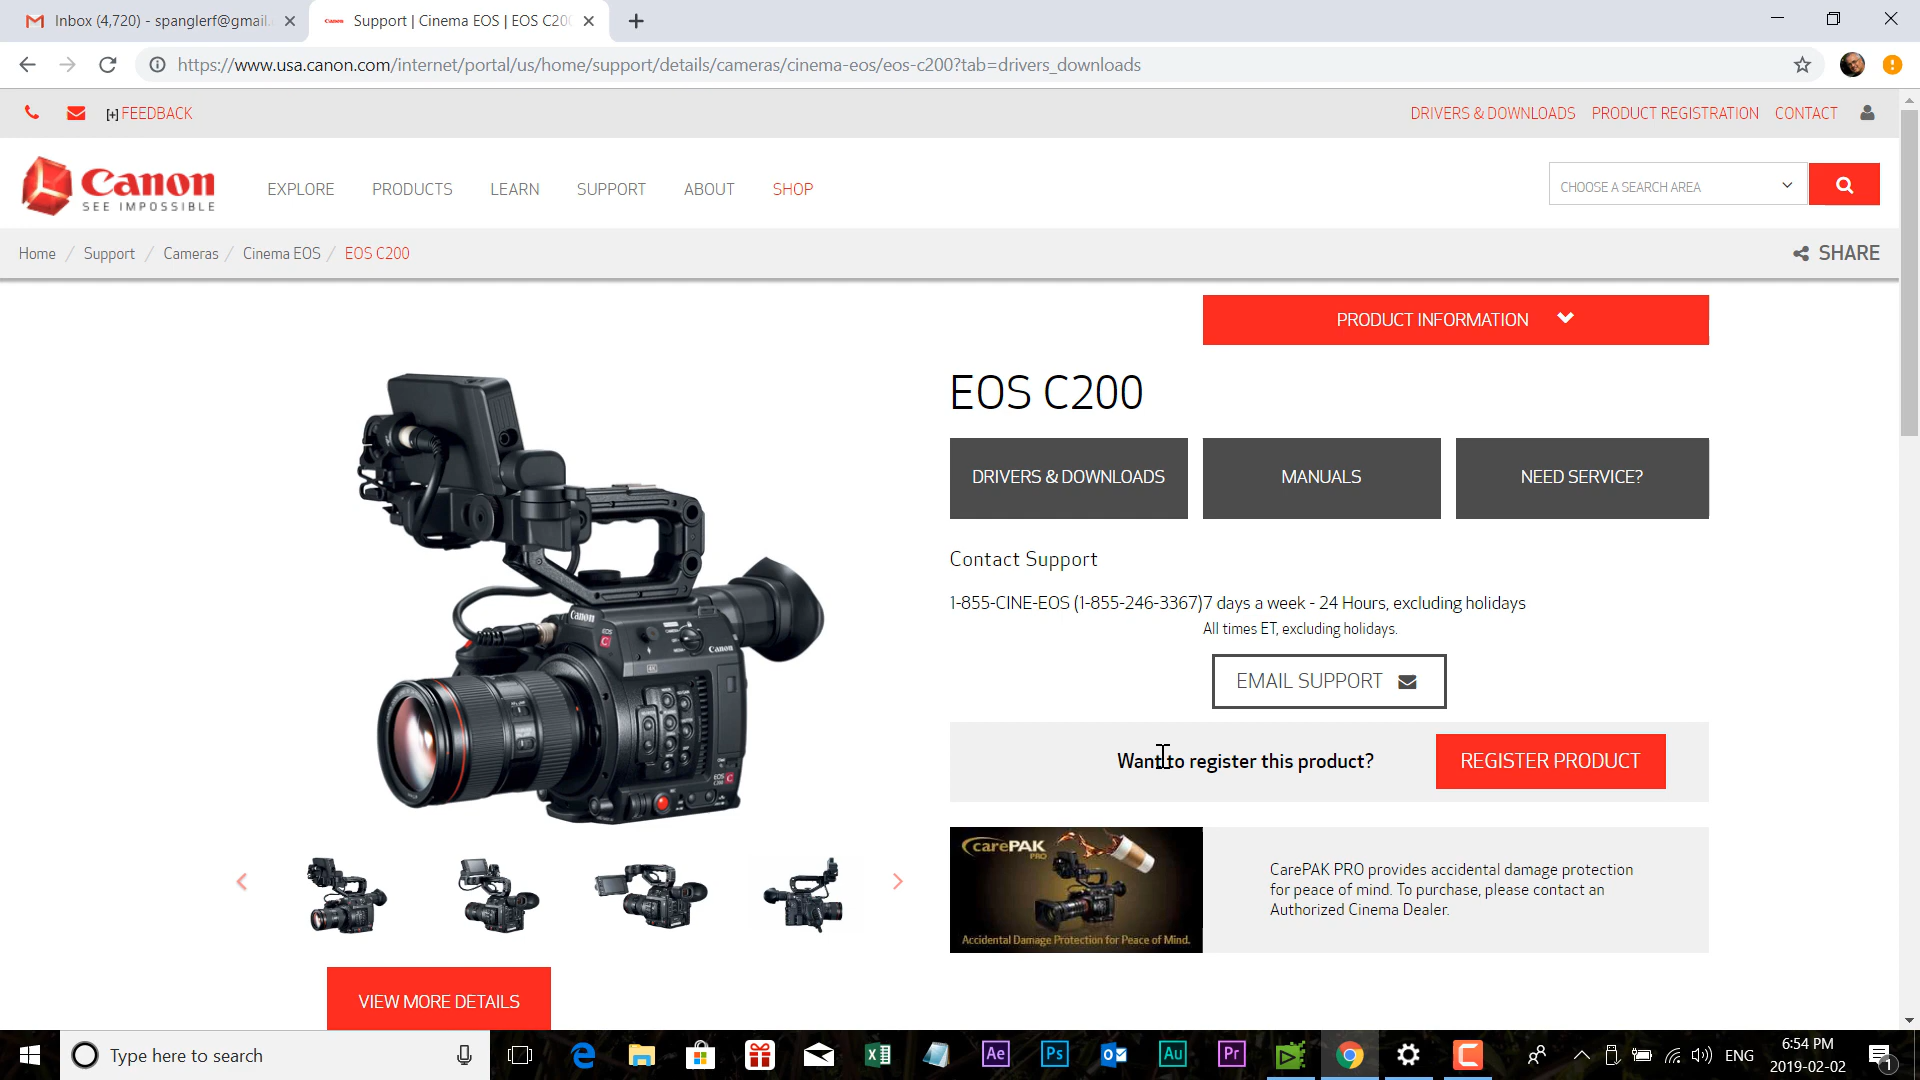 Inbox (4,720) - spanglerf@gmail.
Support | Cinema EOS | EOS C20
https://www.usa.canon.com/internet/portal/us/home/support/details/cameras/cinema-eos/eos-c200?tab=drivers_downloads
[+] FEEDBACK
DRIVERS & DOWNLOADS
PRODUCT REGISTRATION
CONTACT
Canon
SEE IMPOSSIBLE
EXPLORE
PRODUCTS
LEARN
SUPPORT
ABOUT
SHOP
CHOOSE A SEARCH AREA
Home / Support / Cameras / Cinema EOS / EOS C200
SHARE
PRODUCT INFORMATION
EOS C200
DRIVERS & DOWNLOADS
MANUALS
NEED SERVICE?
Contact Support
1-855-CINE-EOS (1-855-246-3367)7 days a week - 24 Hours, excluding holidays
All times ET, excluding holidays.
EMAIL SUPPORT
Want to register this product?
REGISTER PRODUCT
Canon
Canon
EOS
C200
carePAK
PRO
Accidental Damage Protection for Peace of Mind.
CarePAK PRO provides accidental damage protection
for peace of mind. To purchase, please contact an
Authorized Cinema Dealer.
VIEW MORE DETAILS
Type here to search
Ae
Ps
Au
Pr
ENG
6:54 PM
2019-02-02
1